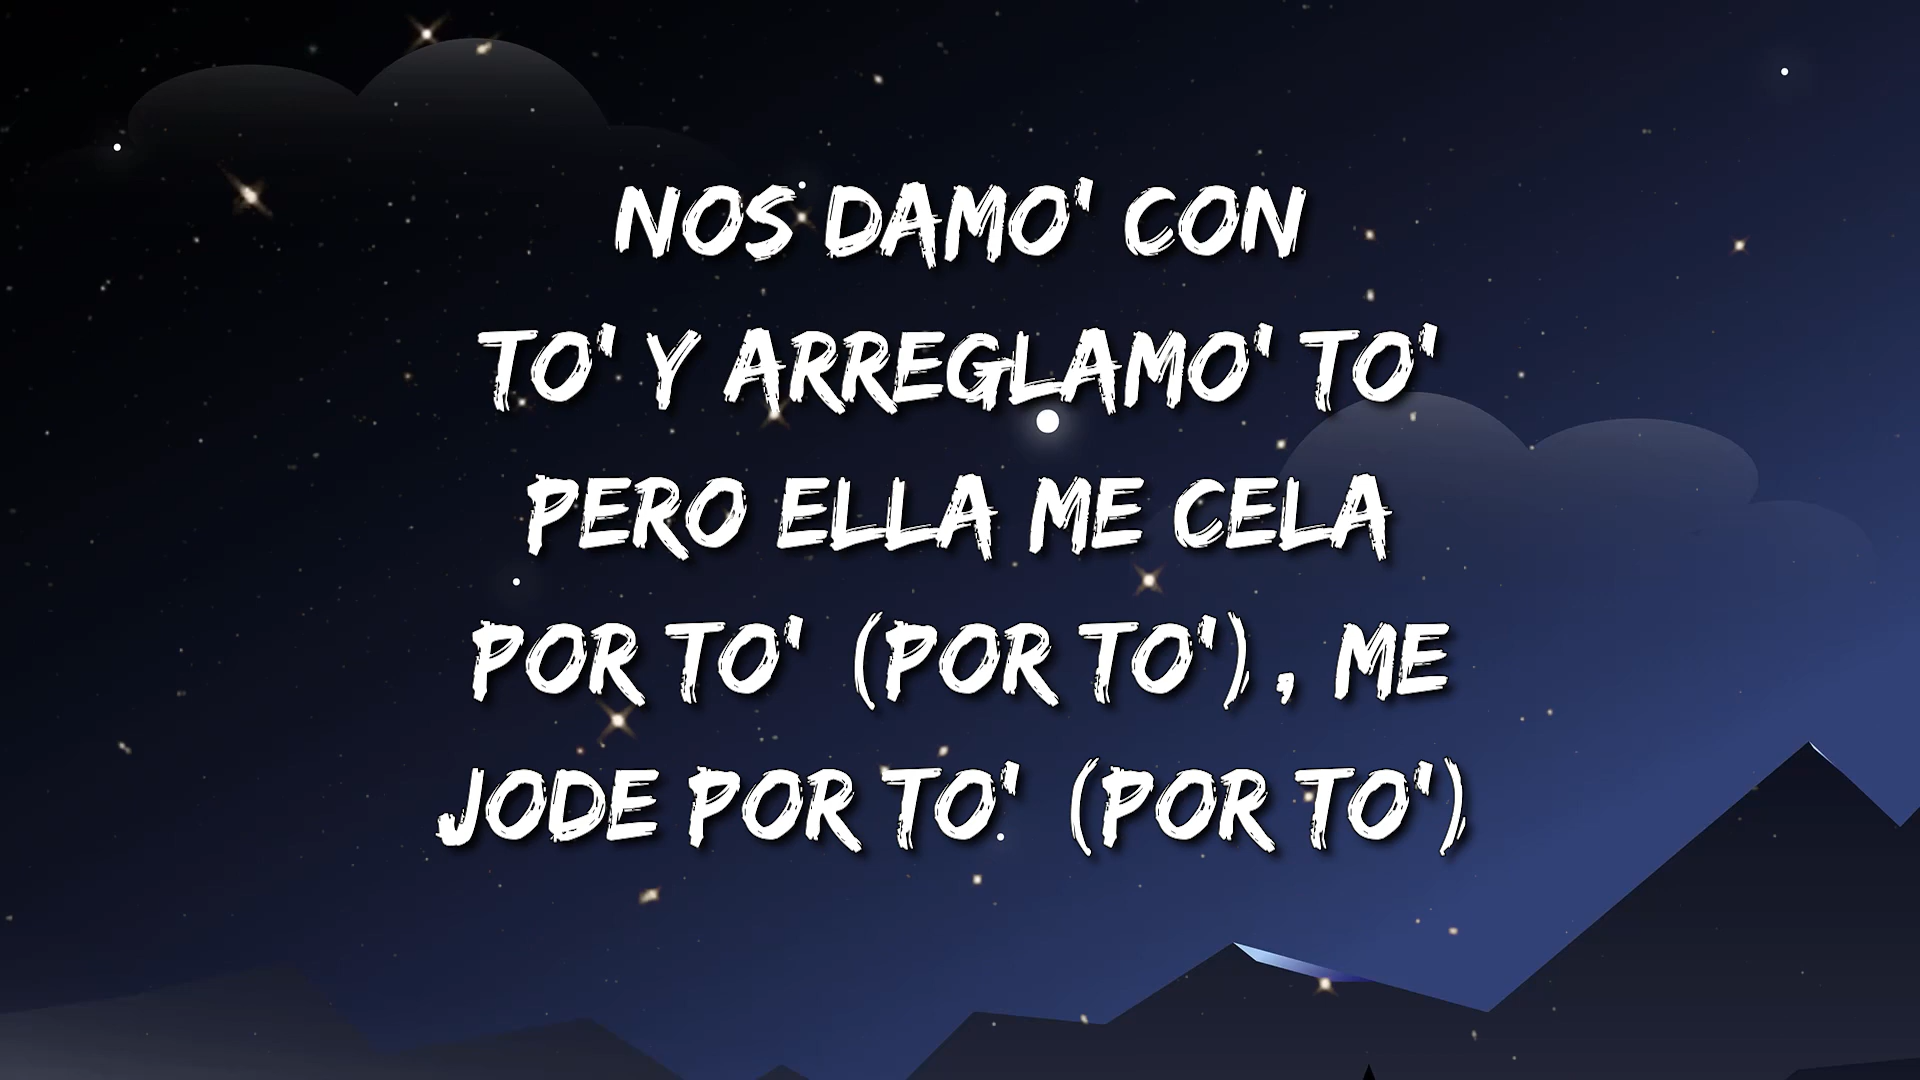 NOS DAMO' CON
TO' Y ARREGLAMO' TO'
PERO ELLA ME CELA
POR TO' (POR TO'), ME
JODE POR TO' (POR TO')